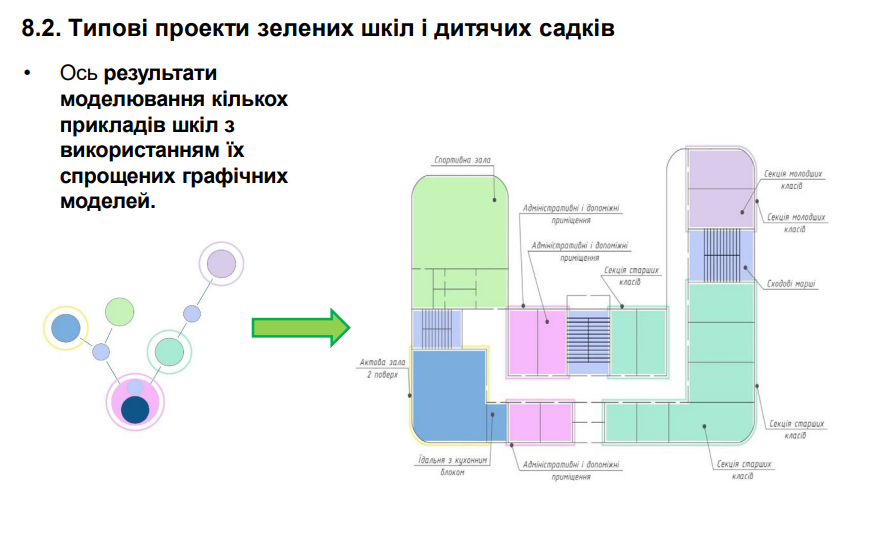 8.2. Типові проекти зелених шкіл і дитячих садків
• Ось результати
моделювання кількох
прикладів шкіл з
використанням їх
спрощених графічних
моделей.
Спортивна зала
Адміністративні і допоміжні
приміщення
Адміністративні і допоміжні
приміщення
Секція старших
класів
Секція молодших
класів
Секція молодших
класів
Сходові марші
Актова зала
2 поверх
Секція старших
класів
Їдальня з кухонним
блоком
Адміністративні і допоміжні
приміщення
Секція старших
класів